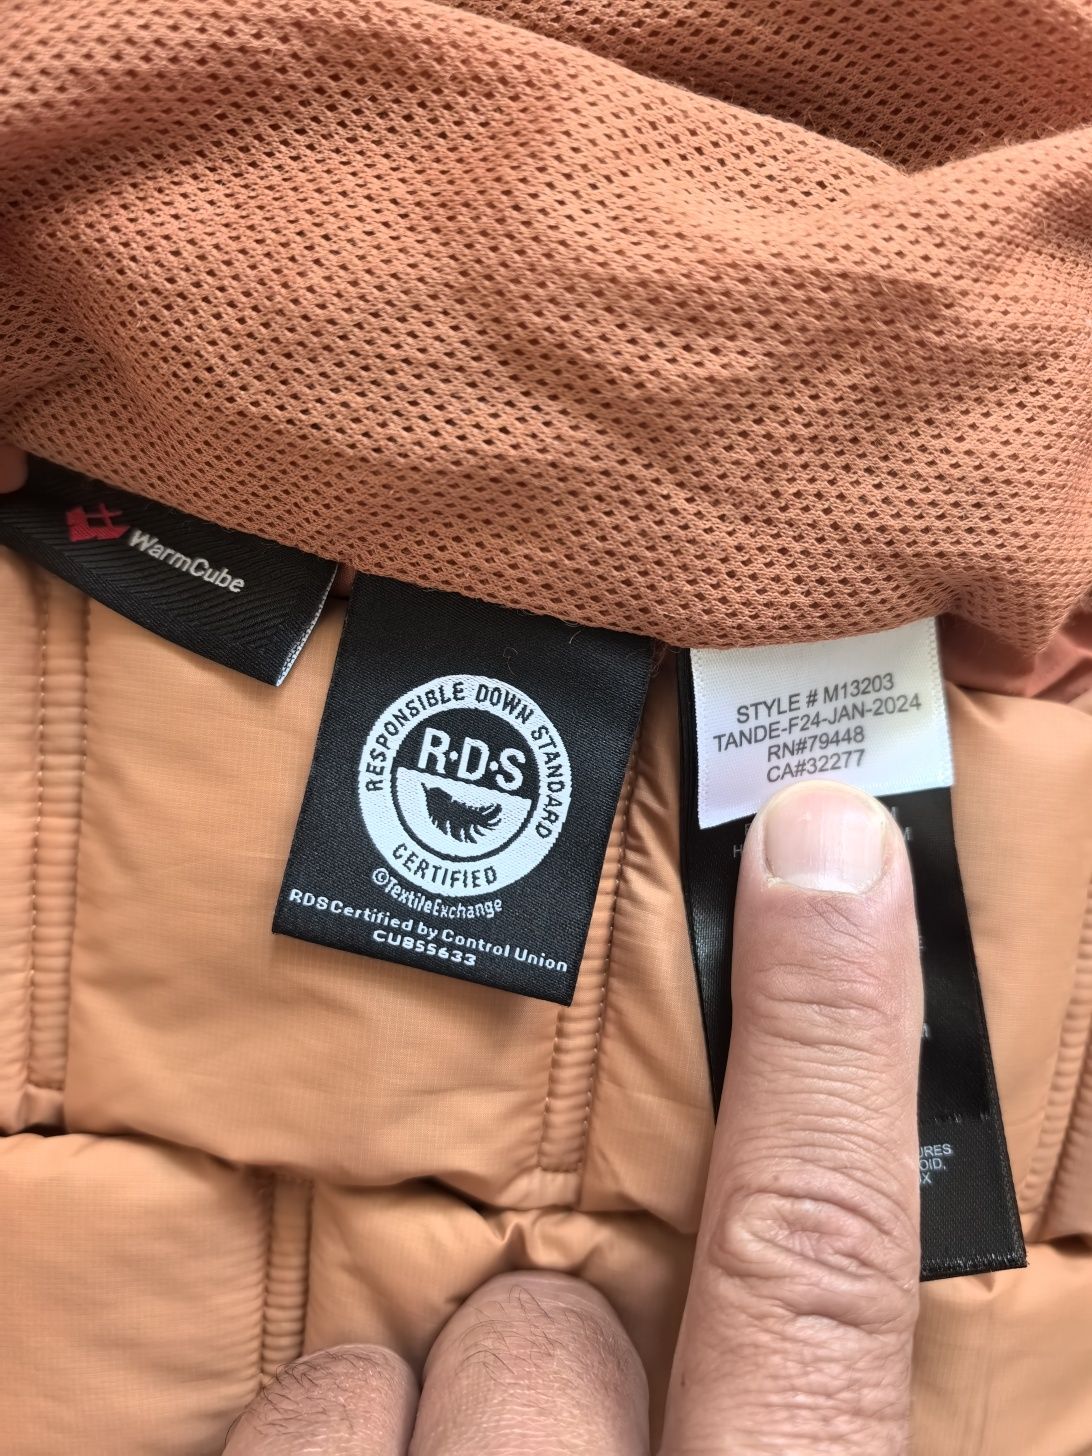 WarmCube
RESPONSIBLE DOWN STANDARD
R·D·S
CERTIFIED
©TextileExchange
RDS Certified by Control Union
CU855633
STYLE # M13203
TANDE-F24-JAN-2024
RN#79448
CA#32277